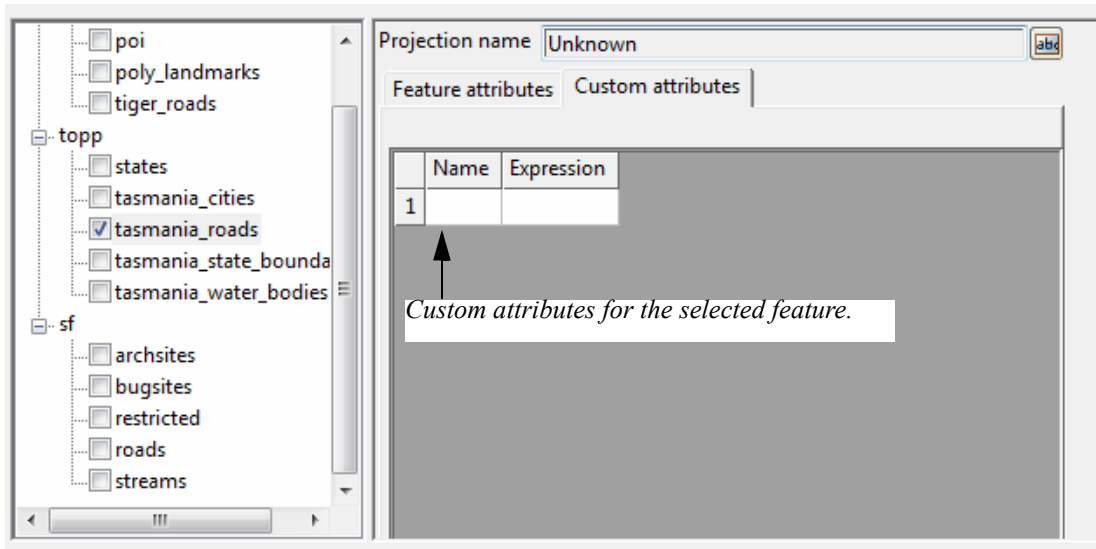 poi
poly_landmarks
tiger_roads
topp
states
tasmania_cities
tasmania_roads
tasmania_state_bounda
tasmania_water_bodies
sf
archsites
bugsites
restricted
roads
streams
Projection name Unknown abc
Feature attributes Custom attributes
Name Expression
1
Custom attributes for the selected feature.